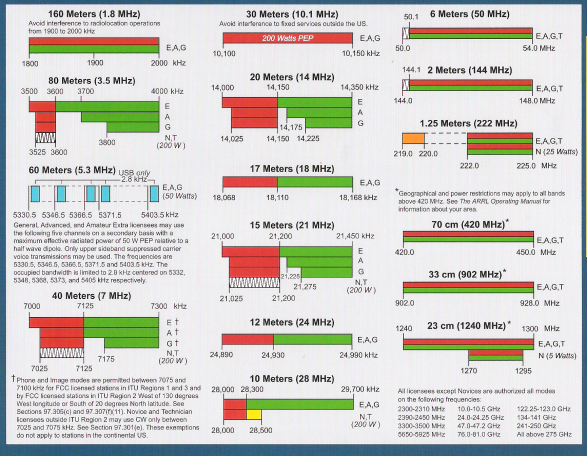 160 Meters (1.8 MHz)
Avoid interference to radiolocation operations
from 1900 to 2000 kHz
E,A,G
1800 1900 2000 kHz
80 Meters (3.5 MHz)
3500 3600 3700 4000 kHz
E
A
G
3800
N,T
(200 W)
3525 3600
60 Meters (5.3 MHz)
USB only
2.8 kHz
E,A,G
(50 Watts)
5330.5 5346.5 5366.5 5371.5 5403.5 kHz
General, Advanced, and Amateur Extra licensees may use
the following five channels on a secondary basis with a
maximum effective radiated power of 50 W PEP relative to a
half wave dipole. Only upper sideband suppressed carrier
voice transmissions may be used. The frequencies are
5330.5, 5346.5, 5366.5, 5371.5 and 5403.5 kHz. The
occupied bandwidth is limited to 2.8 kHz centered on 5332,
5348, 5368, 5373, and 5405 kHz respectively.
40 Meters (7 MHz)
7000 7125 7300 kHz
E †
A †
G †
7175
N,T
(200 W)
7025 7125
† Phone and Image modes are permitted between 7075 and
7100 kHz for FCC licensed stations in ITU Regions 1 and 3 and
by FCC licensed stations in ITU Region 2 West of 130 degrees
West longitude or South of 20 degrees North latitude. See
Sections 97.305(c) and 97.307(f)(11). Novice and Technician
licensees outside ITU Region 2 may use CW only between
7025 and 7075 kHz. See Section 97.301(e). These exemptions
do not apply to stations in the continental US.
30 Meters (10.1 MHz)
Avoid interference to fixed services outside the US.
200 Watts PEP
E,A,G
10,100 10,150 kHz
20 Meters (14 MHz)
14,000 14,150 14,350 kHz
E
A
G
14,175
14,025 14,150 14,225
17 Meters (18 MHz)
E,A,G
18,068 18,110 18,168 kHz
15 Meters (21 MHz)
21,000 21,200 21,450 kHz
E
A
G
21,225
21,275
N,T
(200 W)
21,025 21,200
12 Meters (24 MHz)
E,A,G
24,890 24,930 24,990 kHz
10 Meters (28 MHz)
28,000 28,300 29,700 kHz
E,A,G
N,T
(200 W)
28,000 28,500
6 Meters (50 MHz)
50.1
E,A,G,T
50.0 54.0 MHz
2 Meters (144 MHz)
144.1
E,A,G,T
144.0 148.0 MHz
1.25 Meters (222 MHz)
E,A,G,T
N (25 Watts)
219.0 220.0 222.0 225.0 MHz
*Geographical and power restrictions may apply to all bands
above 420 MHz. See The ARRL Operating Manual for
information about your area.
70 cm (420 MHz)*
E,A,G,T
420.0 450.0 MHz
33 cm (902 MHz)*
E,A,G,T
902.0 928.0 MHz
23 cm (1240 MHz)*
1240 1300 MHz
E,A,G,T
N (5 Watts)
1270 1295
All licensees except Novices are authorized all modes
on the following frequencies:
2300-2310 MHz 10.0-10.5 GHz 122.25-123.0 GHz
2390-2450 MHz 24.0-24.25 GHz 134-141 GHz
3300-3500 MHz 47.0-47.2 GHz 241-250 GHz
5650-5925 MHz 76.0-81.0 GHz All above 275 GHz